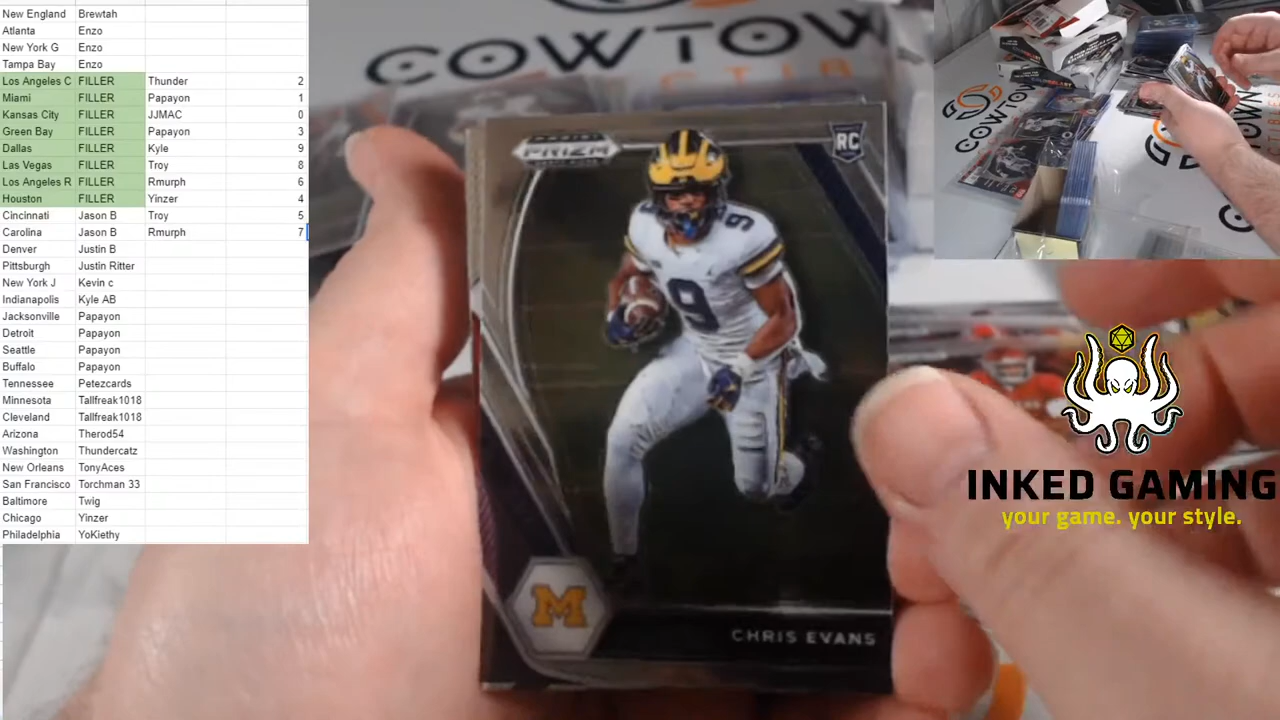 New England Brewtah
Atlanta Enzo
New York G Enzo
Tampa Bay Enzo
Los Angeles C FILLER Thunder 2
Miami FILLER Papayon 1
Kansas City FILLER JJMAC 0
Green Bay FILLER Papayon 3
Dallas FILLER Kyle 9
Las Vegas FILLER Troy 8
Los Angeles R FILLER Rmurph 6
Houston FILLER Yinzer 4
Cincinnati Jason B Troy 5
Carolina Jason B Rmurph 7
Denver Justin B
Pittsburgh Justin Ritter
New York J Kevin c
Indianapolis Kyle AB
Jacksonville Papayon
Detroit Papayon
Seattle Papayon
Buffalo Papayon
Tennessee Petezcards
Minnesota Tallfreak1018
Cleveland Tallfreak1018
Arizona Therod54
Washington Thundercatz
New Orleans TonyAces
San Francisco Torchman 33
Baltimore Twig
Chicago Yinzer
Philadelphia YoKiethy
COWTOW
PRIZM
RC
9
9
M
CHRIS EVANS
COWTOW
INKED GAMING
your game. your style.